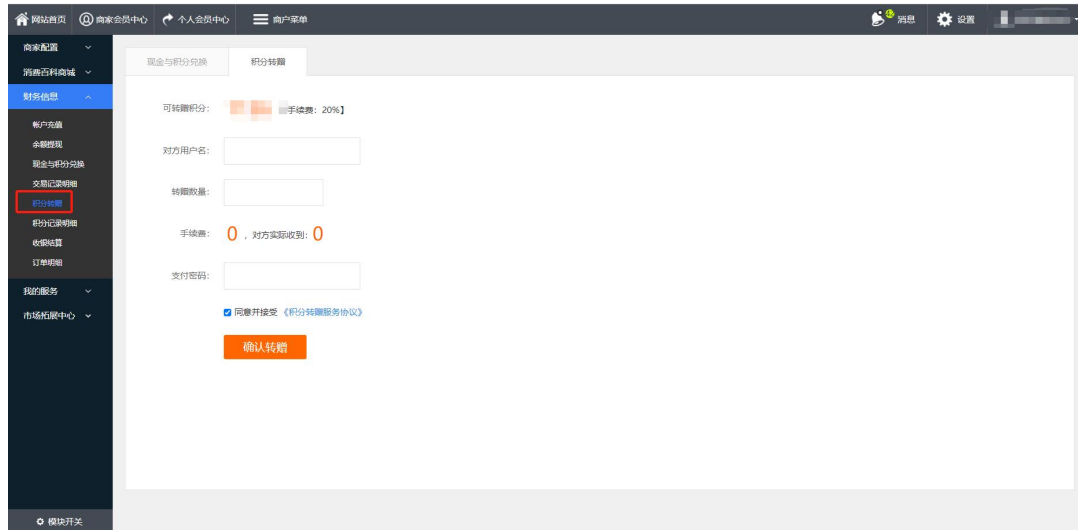 网站首页 商家会员中心 个人会员中心 商户菜单 消息 设置
商家配置
消费百科商城
财务信息
帐户充值
余额提现
现金与积分兑换
交易记录明细
积分转赠
积分记录明细
收银结算
订单明细
我的服务
市场拓展中心
模块开关
现金与积分兑换 积分转赠
可转赠积分: 手续费: 20%】
对方用户名:
转赠数量:
手续费: 0 , 对方实际收到: 0
支付密码:
同意并接受 《积分转赠服务协议》
确认转赠